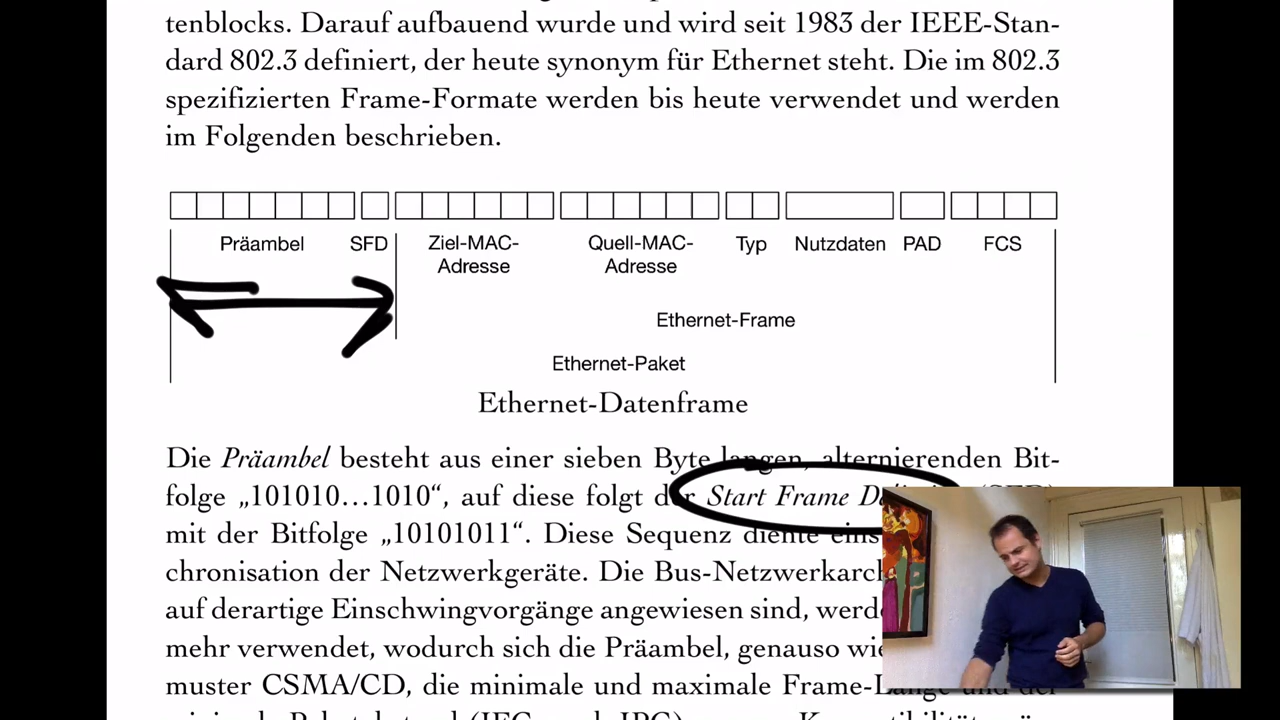 tenblocks. Darauf aufbauend wurde und wird seit 1983 der IEEE-Stan-
dard 802.3 definiert, der heute synonym für Ethernet steht. Die im 802.3
spezifizierten Frame-Formate werden bis heute verwendet und werden
im Folgenden beschrieben.
Präambel SFD Ziel-MAC-Adresse Quell-MAC-Adresse Typ Nutzdaten PAD FCS
Ethernet-Frame
Ethernet-Paket
Ethernet-Datenframe
Die Präambel besteht aus einer sieben Byte langen, alternierenden Bit-
folge „101010…1010“, auf diese folgt der Start Frame
mit der Bitfolge „10101011“. Diese Sequenz diente eins
chronisation der Netzwerkgeräte. Die Bus-Netzwerkarch
auf derartige Einschwingvorgänge angewiesen sind, werde
mehr verwendet, wodurch sich die Präambel, genauso wie
muster CSMA/CD, die minimale und maximale Frame-Länge und der